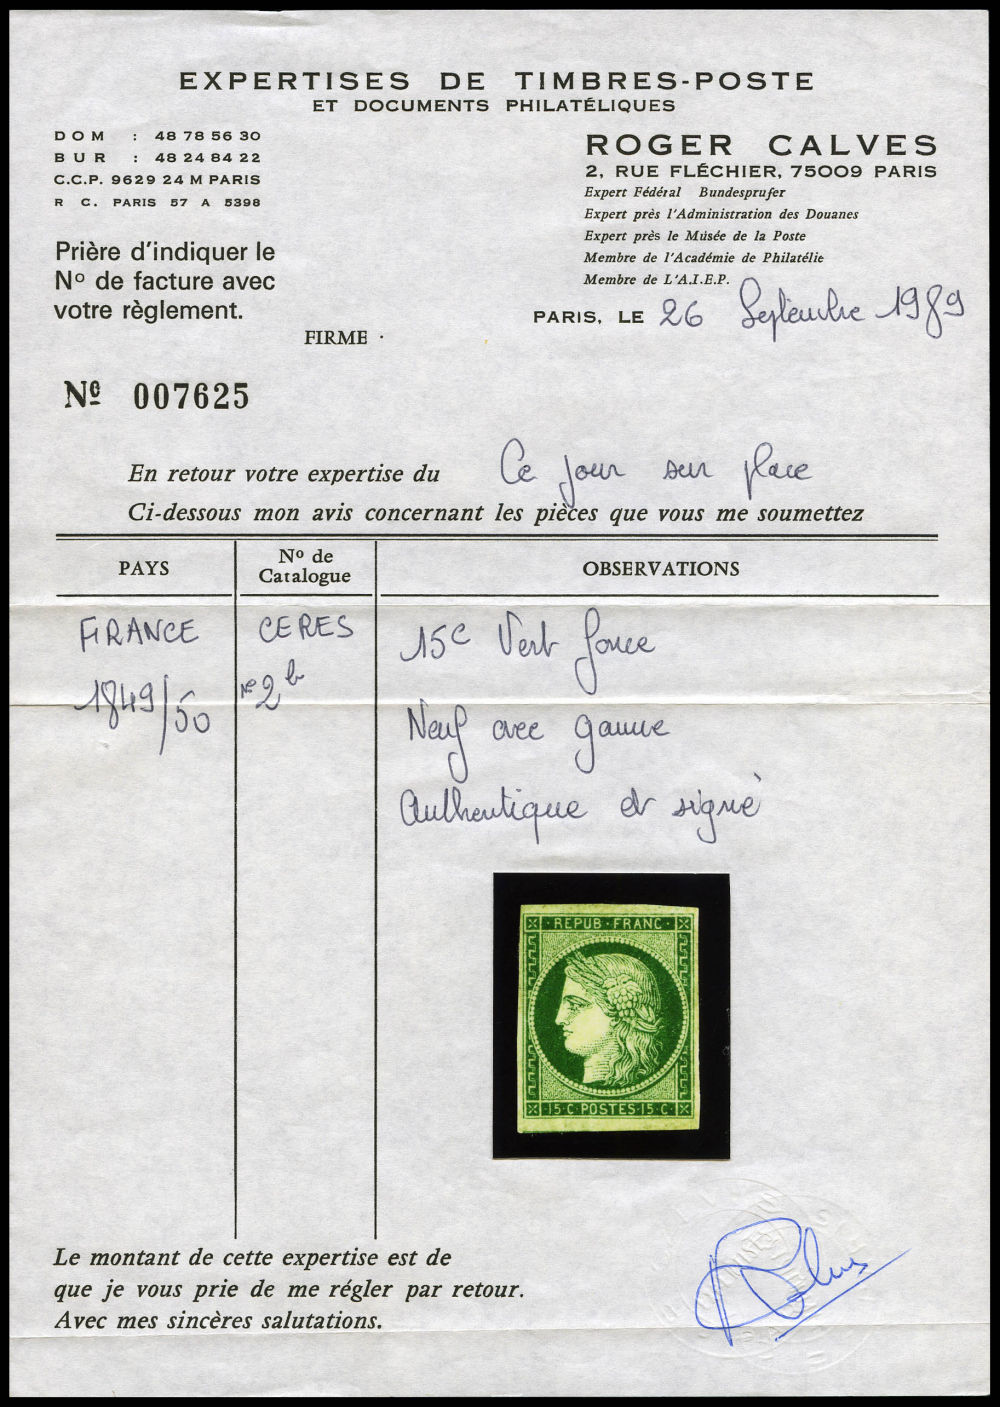 EXPERTISES DE TIMBRES-POSTE
ET DOCUMENTS PHILATÉLIQUES
DOM : 48 78 56 30
BUR : 48 24 84 22
C.C.P. 9629 24 M PARIS
R C. PARIS 57 A 5398
ROGER CALVES
2, RUE FLÉCHIER, 75009 PARIS
Expert Fédéral Bundesprufer
Expert près l'Administration des Douanes
Expert près le Músée de la Poste
Membre de l'Académie de Philatélie
Membre de L'A.I.E.P.
Prière d'indiquer le
Nº de facture avec
votre règlement.
PARIS, LE 26 Septembre 1989
FIRME
Nº 007625
En retour votre expertise du Ce jour sur place
Ci-dessous mon avis concernant les pièces que vous me soumettez
PAYS
Nº de
Catalogue
OBSERVATIONS
FRANCE
1849/50
CERES
Nº 2b
15c Vert foncé
Neuf avec gomme
Authentique et signé
REPUB·FRANC·
15·C·POSTES·15·C·
Le montant de cette expertise est de
que je vous prie de me régler par retour.
Avec mes sincères salutations.
Calves